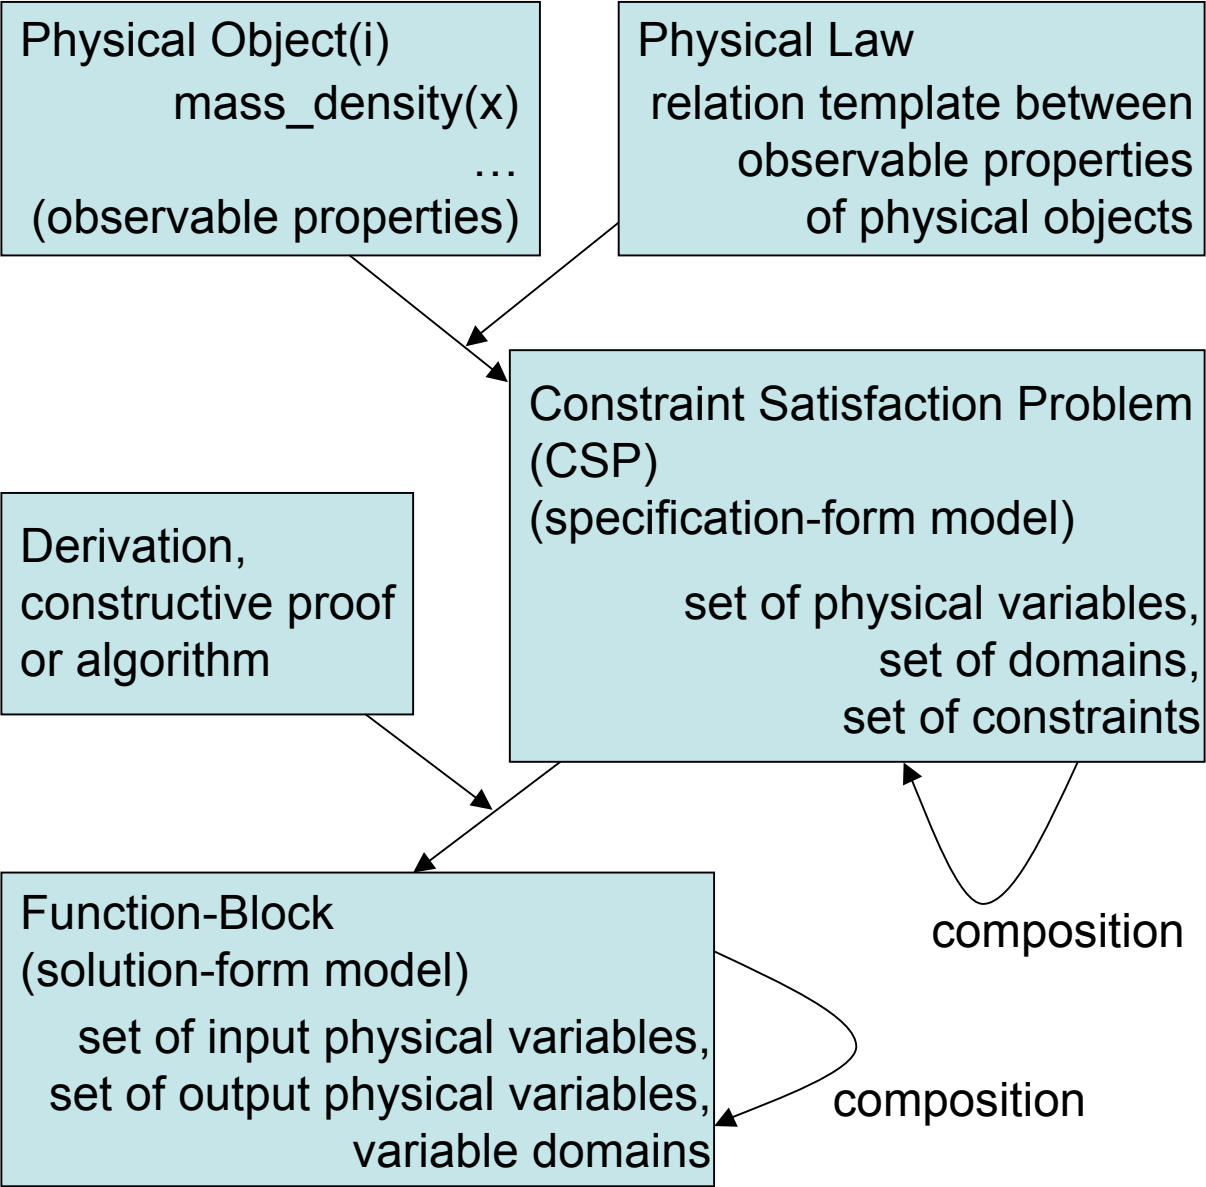 Physical Object(i)
mass_density(x)
…
(observable properties)
Physical Law
relation template between
observable properties
of physical objects
Constraint Satisfaction Problem
(CSP)
(specification-form model)
set of physical variables,
set of domains,
set of constraints
Derivation,
constructive proof
or algorithm
composition
Function-Block
(solution-form model)
set of input physical variables,
set of output physical variables,
variable domains
composition